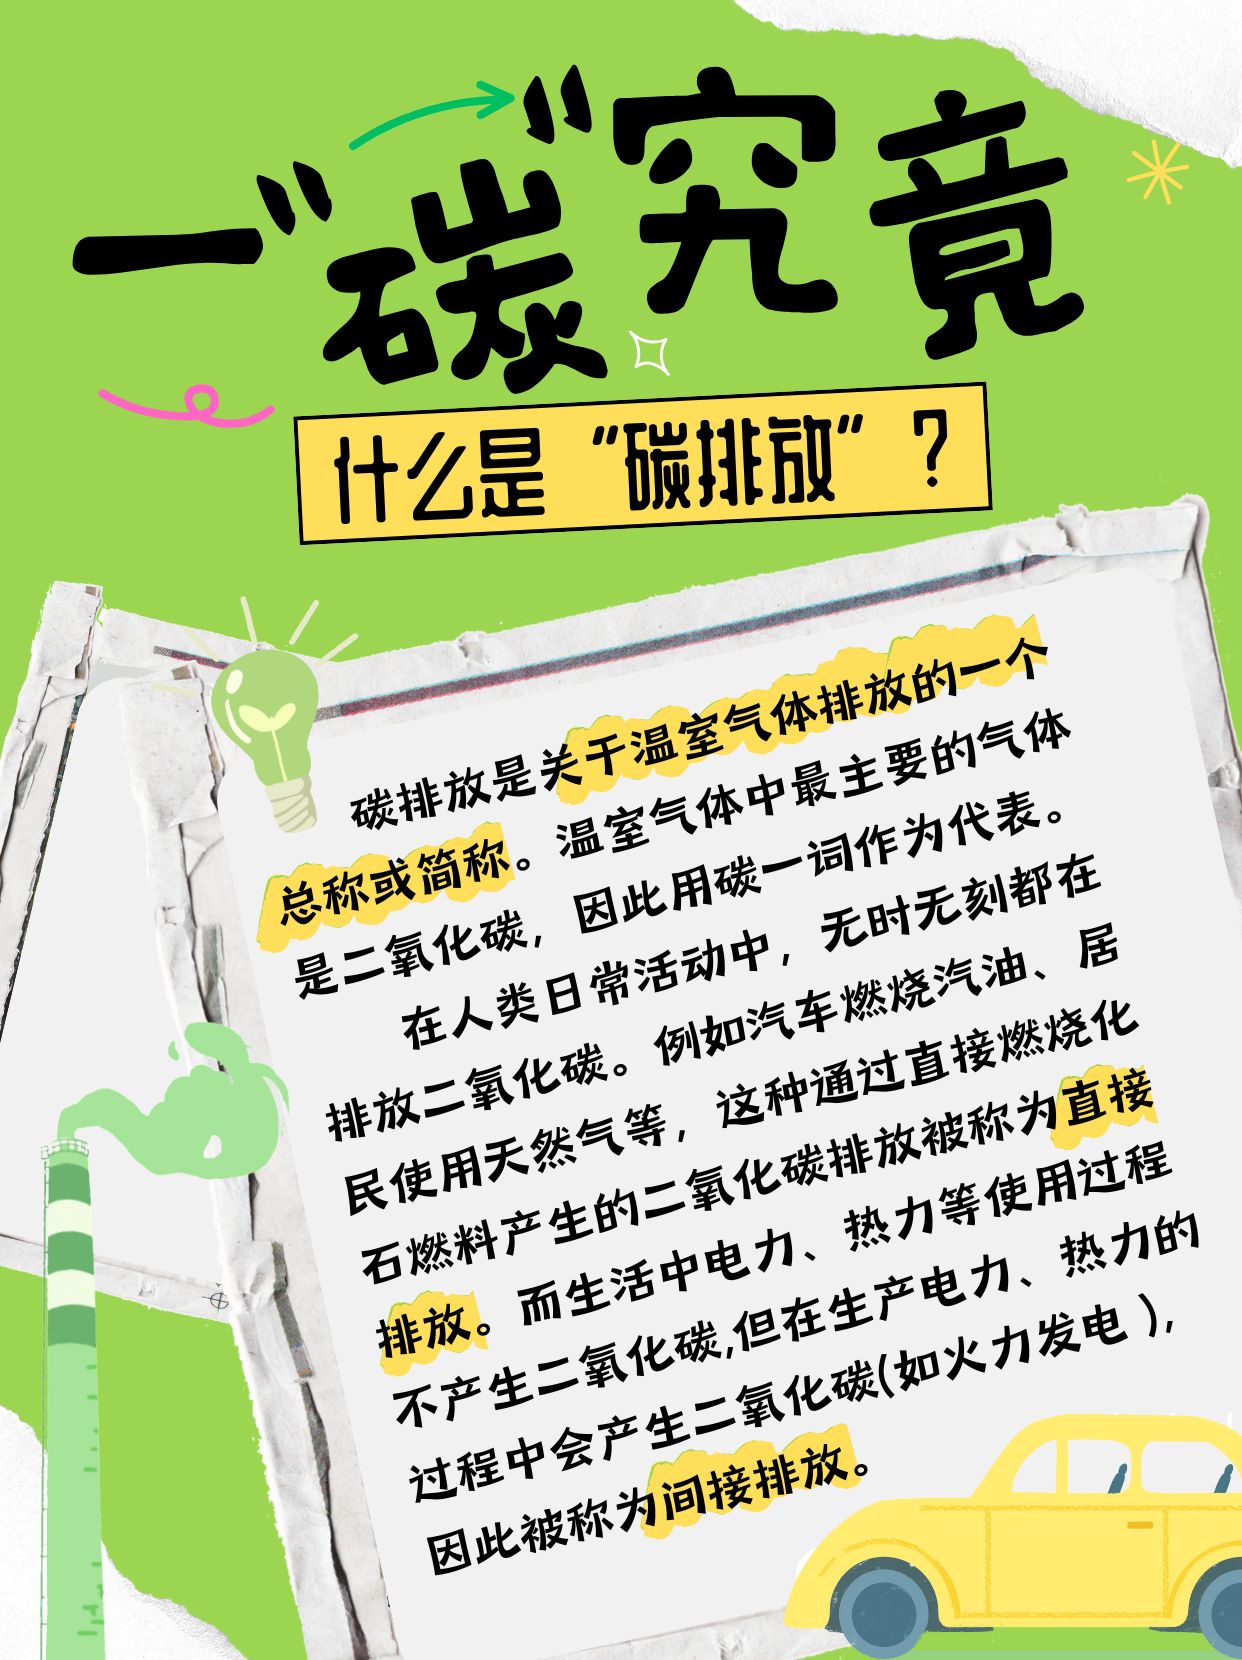 一“碳”究竟
什么是“碳排放”？
碳排放是关于温室气体排放的一个
总称或简称。温室气体中最主要的气体
是二氧化碳，因此用碳一词作为代表。
在人类日常活动中，无时无刻都在
排放二氧化碳。例如汽车燃烧汽油、居
民使用天然气等，这种通过直接燃烧化
石燃料产生的二氧化碳排放被称为直接
排放。而生活中电力、热力等使用过程
不产生二氧化碳,但在生产电力、热力的
过程中会产生二氧化碳(如火力发电),
因此被称为间接排放。